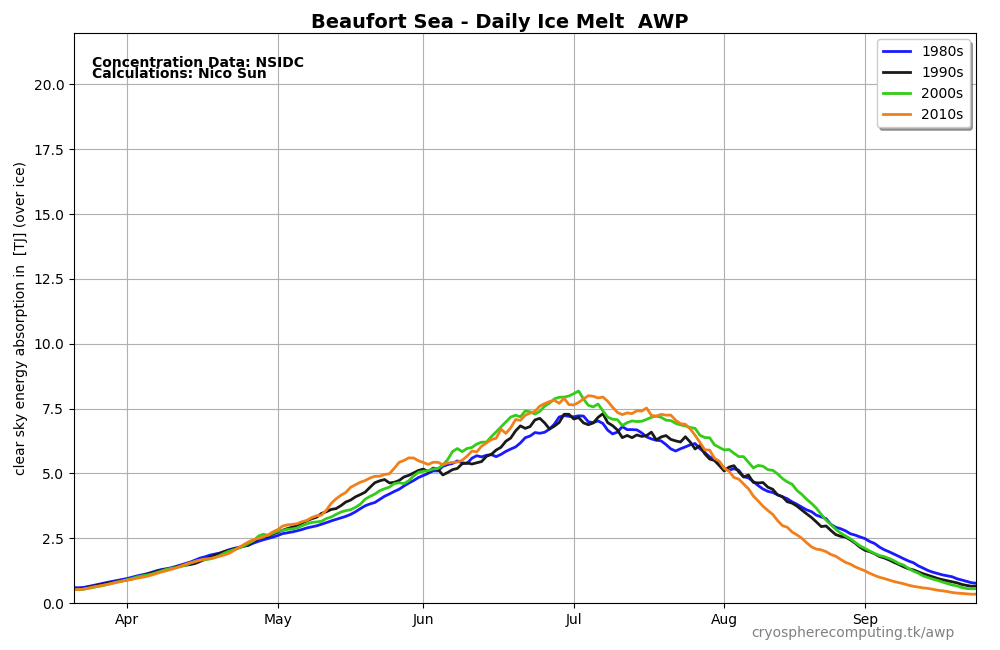 Beaufort Sea - Daily Ice Melt  AWP
Concentration Data: NSIDC
Calculations: Nico Sun
1980s
1990s
2000s
2010s
clear sky energy absorption in  [TJ] (over ice)
20.0
17.5
15.0
12.5
10.0
7.5
5.0
2.5
0.0
Apr May Jun Jul Aug Sep
cryospherecomputing.tk/awp